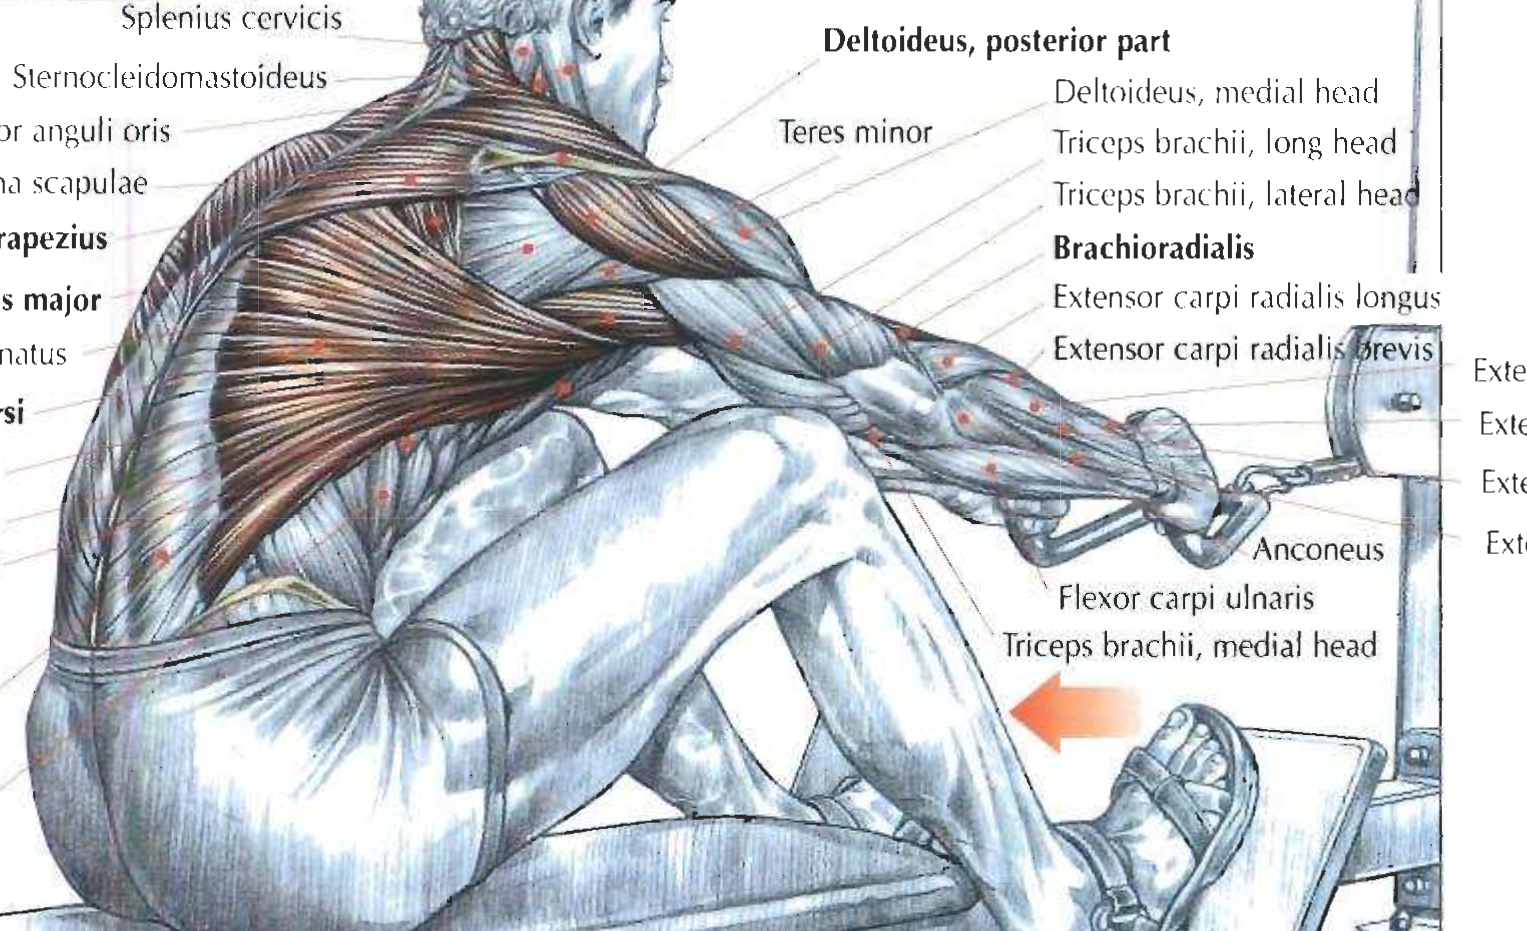 Splenius cervicis
Sternocleidomastoideus
or anguli oris
na scapulae
rapezius
s major
natus
rsi
Deltoideus, posterior part
Teres minor
Deltoideus, medial head
Triceps brachii, long head
Triceps brachii, lateral head
Brachioradialis
Extensor carpi radialis longus
Extensor carpi radialis brevis
Exte
Exte
Exte
Exte
Anconeus
Flexor carpi ulnaris
Triceps brachii, medial head